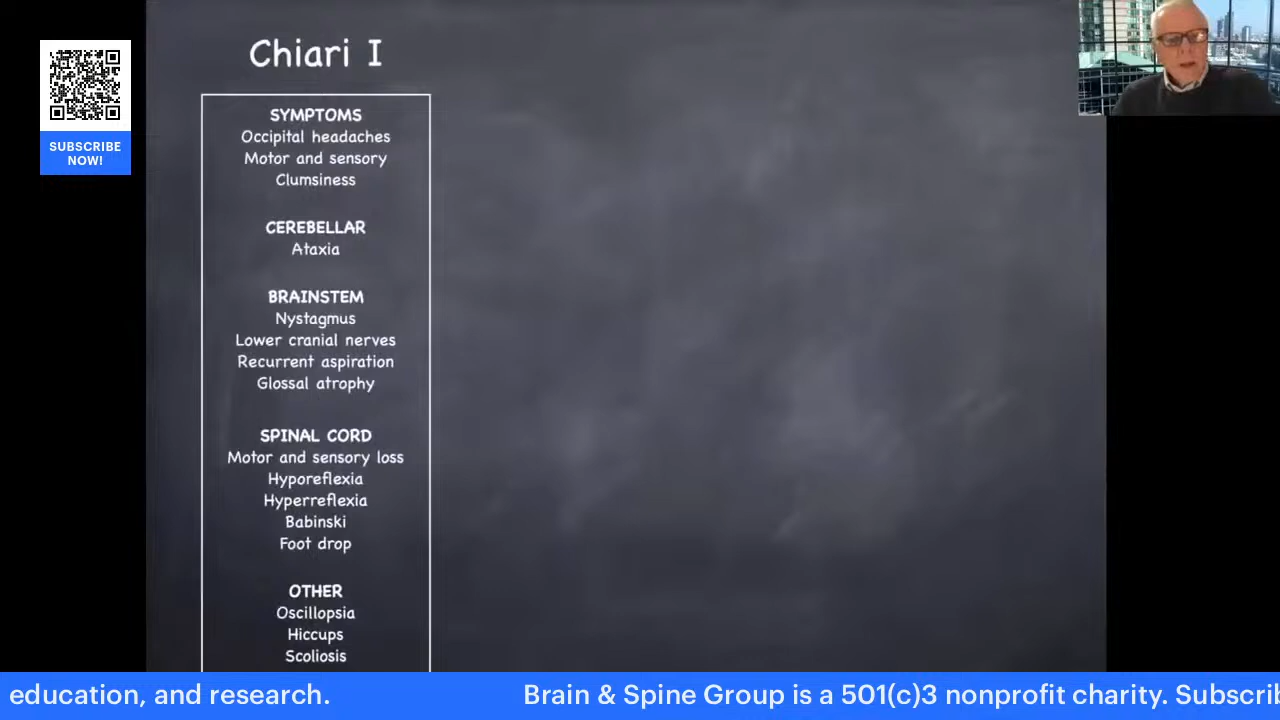 Chiari I
SUBSCRIBE
NOW!
SYMPTOMS
Occipital headaches
Motor and sensory
Clumsiness
CEREBELLAR
Ataxia
BRAINSTEM
Nystagmus
Lower cranial nerves
Recurrent aspiration
Glossal atrophy
SPINAL CORD
Motor and sensory loss
Hyporeflexia
Hyperreflexia
Babinski
Foot drop
OTHER
Oscillopsia
Hiccups
Scoliosis
education, and research. Brain & Spine Group is a 501(c)3 nonprofit charity. Subscrib